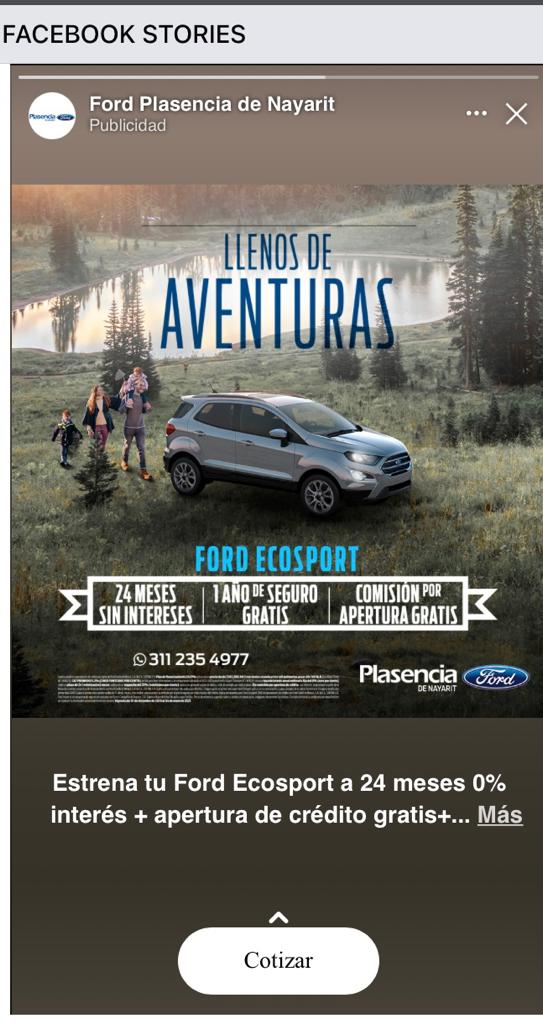 FACEBOOK STORIES
Plasencia Ford
Ford Plasencia de Nayarit
Publicidad
LLENOS DE
AVENTURAS
FORD ECOSPORT
24 MESES
SIN INTERESES
1 AÑO DE SEGURO
GRATIS
COMISIÓN POR
APERTURA GRATIS
311 235 4977
Plasencia
DE NAYARIT
Ford
Estrena tu Ford Ecosport a 24 meses 0%
interés + apertura de crédito gratis+... Más
Cotizar